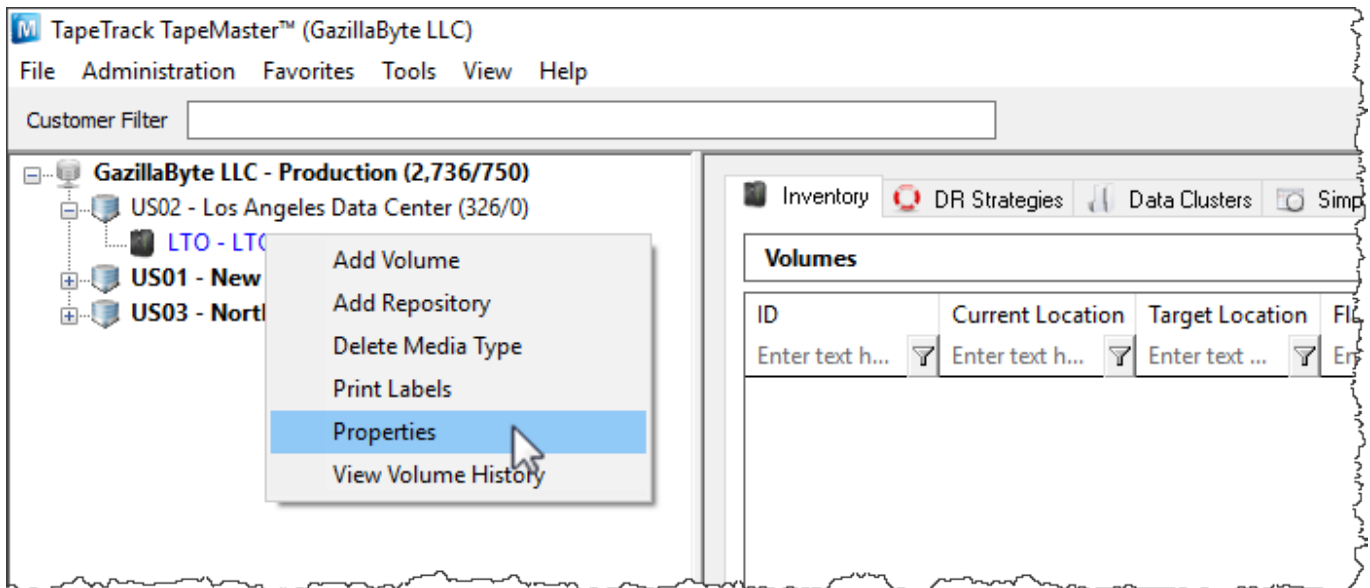 TapeTrack TapeMaster™ (GazillaByte LLC)
File Administration Favorites Tools View Help
Customer Filter
GazillaByte LLC - Production (2,736/750)
US02 - Los Angeles Data Center (326/0)
LTO - LTO
US01 - New
US03 -
Add Volume
Add Repository
Delete Media Type
Print Labels
Properties
View Volume History
Inventory DR Strategies Data Clusters
Volumes
ID Current Location Target Location
Enter text h... Enter text h... Enter text ...